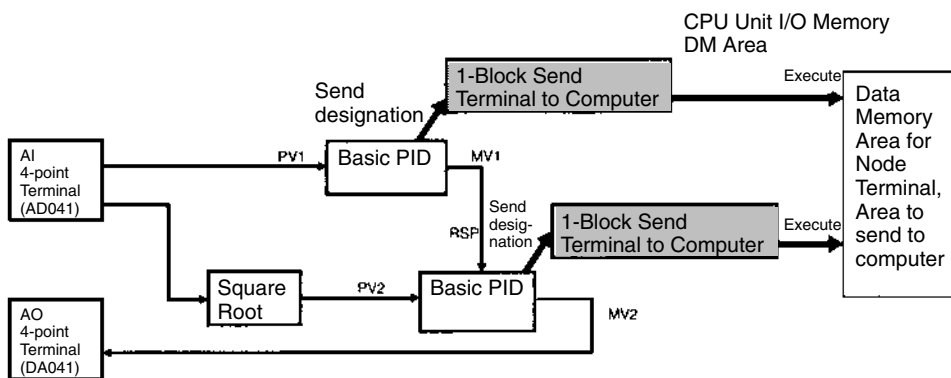 CPU Unit I/O Memory
DM Area
1-Block Send
Terminal to Computer
Execute
Send
designation
Data
Memory
Area for
Node
Terminal,
Area to
send to
computer
AI
4-point
Terminal
(AD041)
PV1
Basic PID
MV1
Send
desig-
nation
RSP
1-Block Send
Terminal to Computer
Execute
Square
Root
PV2
Basic PID
MV2
AO
4-point
Terminal
(DA041)